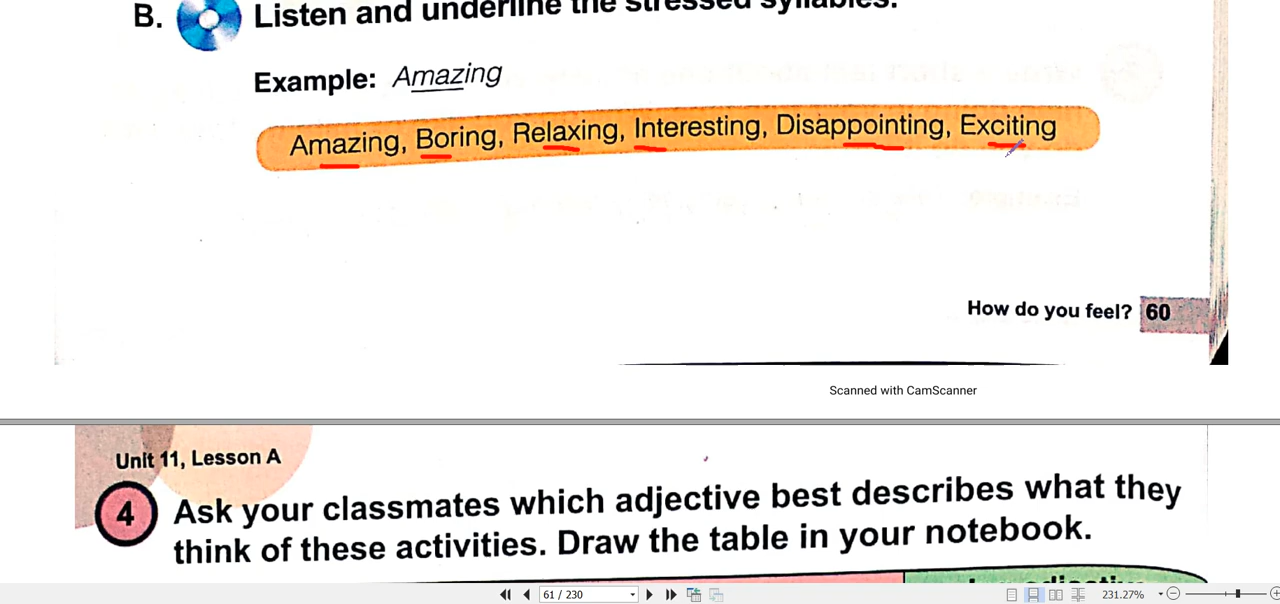 B. Listen and underline the stressed syllables.
Example: Amazing
Amazing, Boring, Relaxing, Interesting, Disappointing, Exciting
How do you feel? 60
Scanned with CamScanner
Unit 11, Lesson A
4 Ask your classmates which adjective best describes what they
think of these activities. Draw the table in your notebook.
61 / 230
231.27%